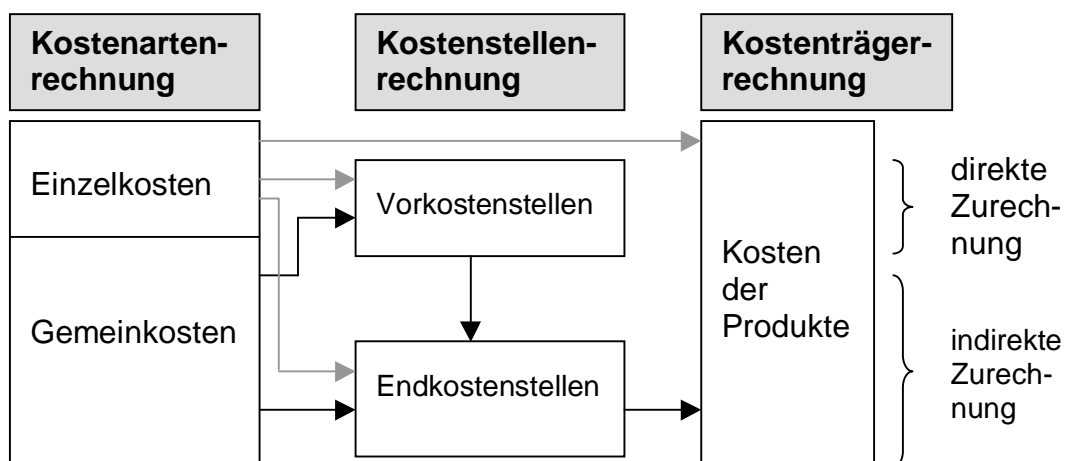 Kostenarten-
rechnung
Kostenstellen-
rechnung
Kostenträger-
rechnung
Einzelkosten
Gemeinkosten
Vorkostenstellen
Endkostenstellen
Kosten
der
Produkte
direkte
Zurech-
nung
indirekte
Zurech-
nung